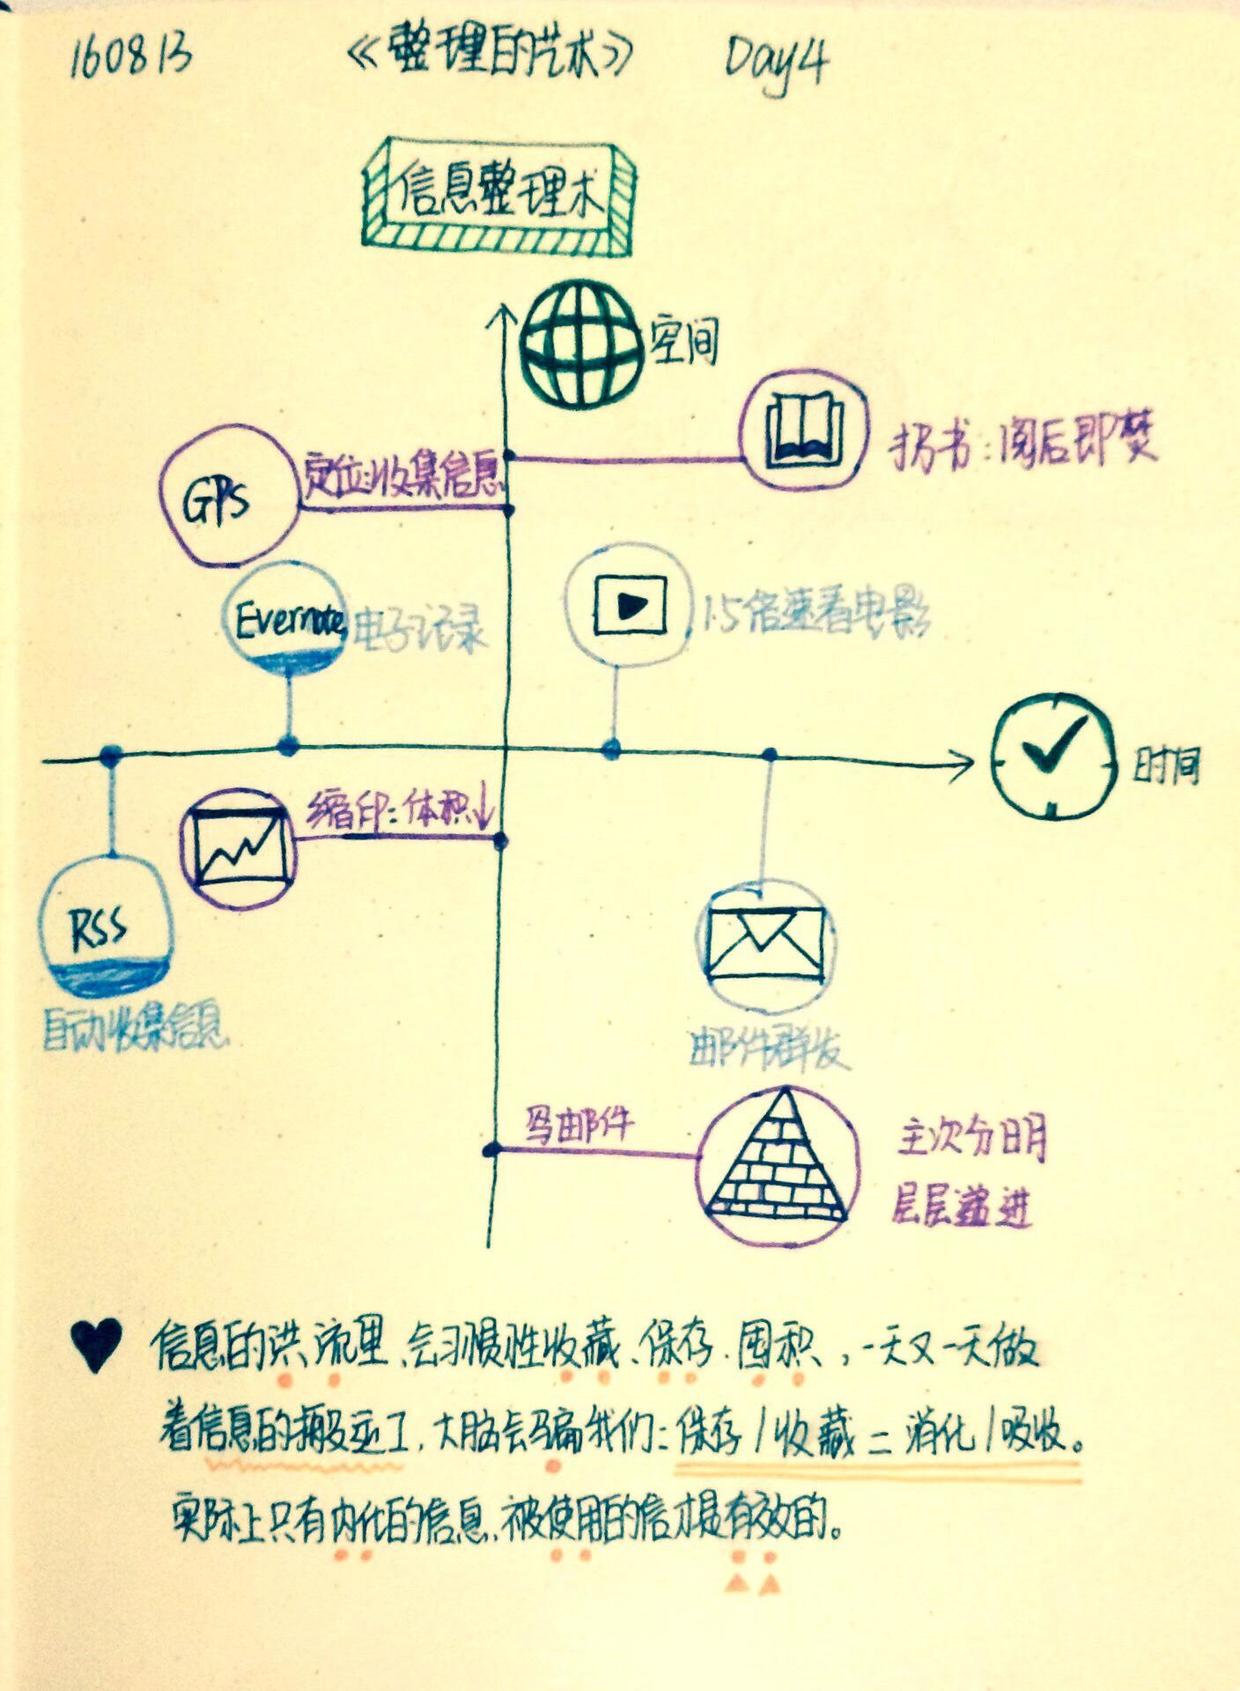 160813 《整理的艺术》 Day4
信息整理术
空间
扔书:阅后即焚
GPS 定位:收集信息
Evernote 电子记录
1.5倍速看电影
时间
缩印:体积↓
RSS
自动收集信息
邮件群发
写邮件
主次分明
层层递进
信息的洪流里、会习惯性收藏、保存、囤积、,一天又一天做
着信息的搬运工,大脑会骗我们:保存/收藏=消化/吸收。
实际上只有内化的信息、被使用的信才是有效的。